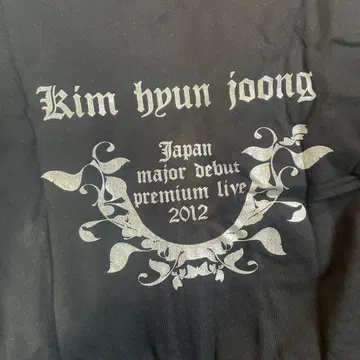 Kim hyun joong
Japan
major debut
premium live
2012